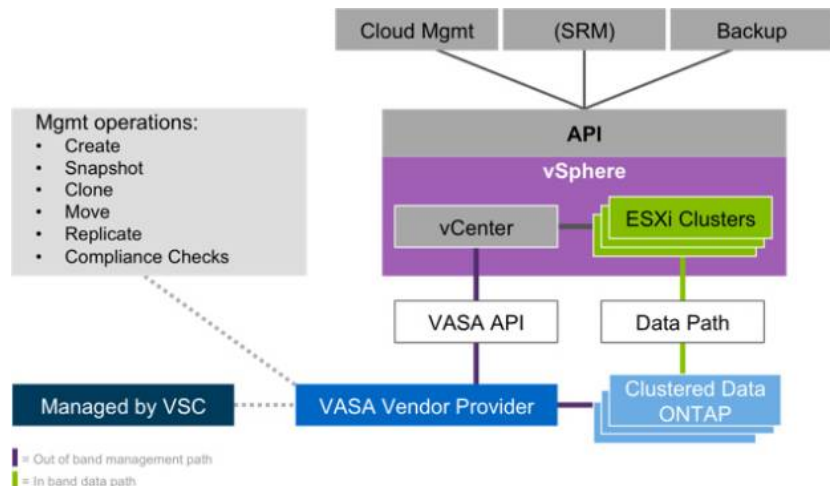 Cloud Mgmt
(SRM)
Backup
API
vSphere
Mgmt operations:
• Create
• Snapshot
• Clone
• Move
• Replicate
• Compliance Checks
vCenter
ESXi Clusters
VASA API
Data Path
Managed by VSC
VASA Vendor Provider
Clustered Data
ONTAP
= Out of band management path
= In band data path